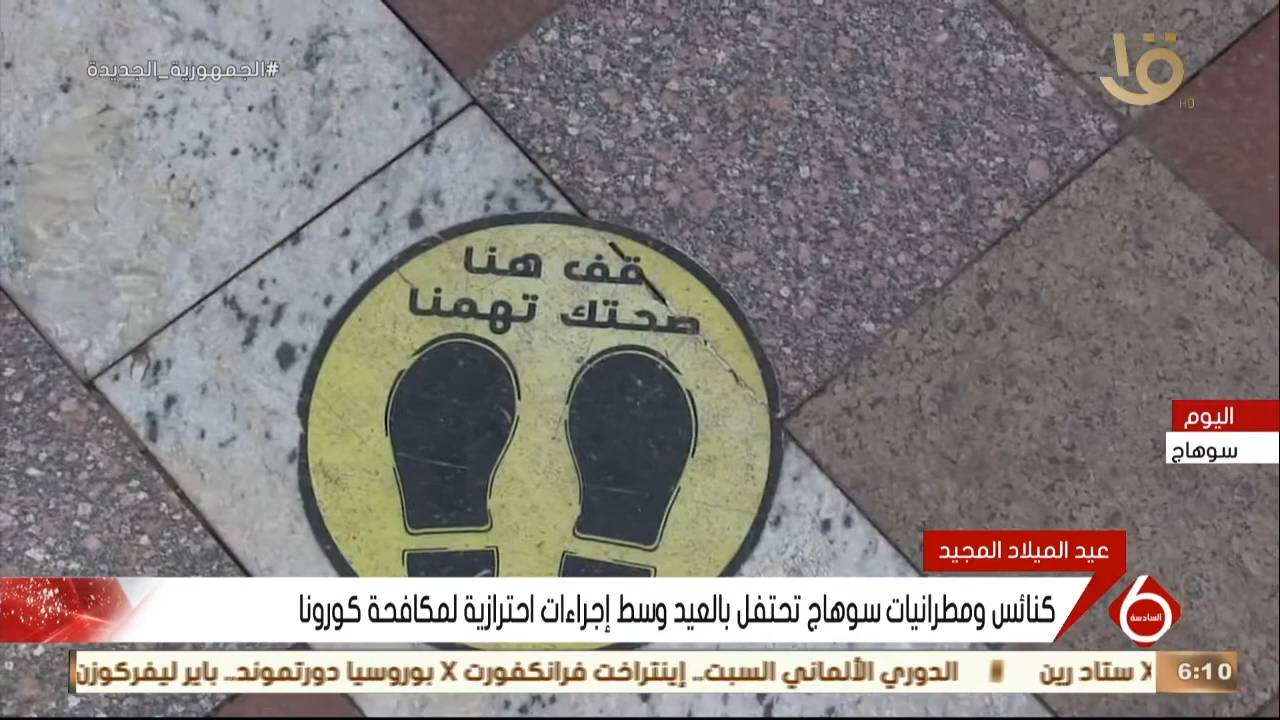 #الجمهورية_الجديدة
HD
قف هنا
صحتك تهمنا
اليوم
سوهاج
عيد الميلاد المجيد
كنائس ومطرانيات سوهاج تحتفل بالعيد وسط إجراءات احترازية لمكافحة كورونا
السادسة
6:10
X ستاد رين
الدوري الألماني السبت.. إينتراخت فرانكفورت X بوروسيا دورتموند.. باير ليفركوزن